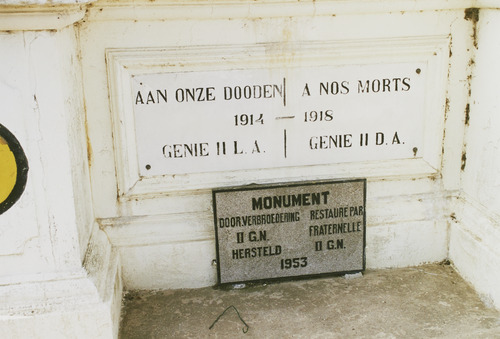 AAN ONZE DOODEN A NOS MORTS
1914 — 1918
GENIE II L.A. GENIE II D.A.
MONUMENT
DOOR VERBROEDERING RESTAURE PAR
II G.N. FRATERNELLE
HERSTELD II G.N.
1953